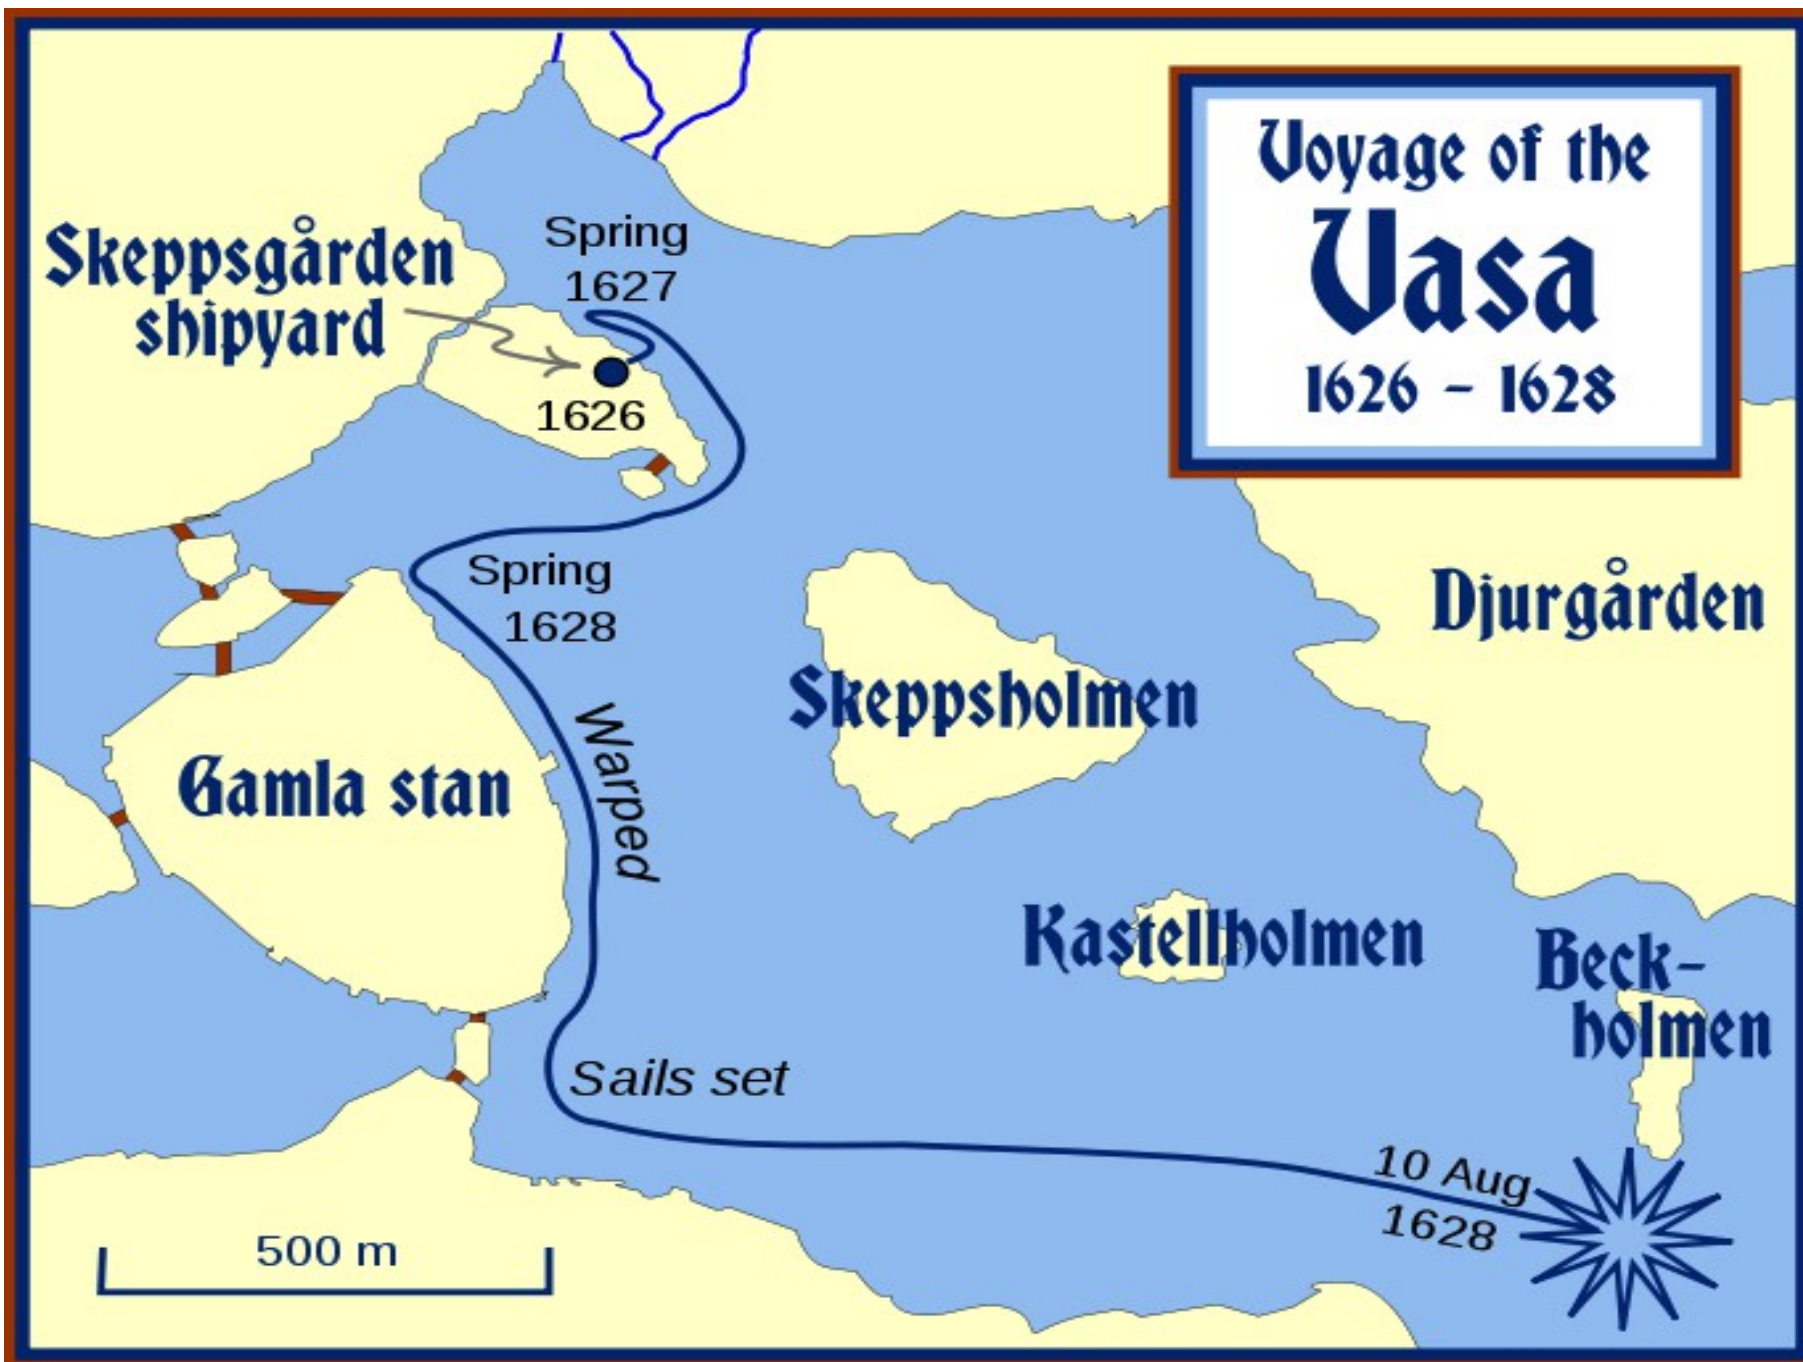 Voyage of the
Vasa
1626 – 1628
Spring
1627
Skeppsgården
shipyard
1626
Spring
1628
Djurgården
Skeppsholmen
Warped
Gamla stan
Kastellholmen
Beck-
holmen
Sails set
10 Aug
1628
500 m